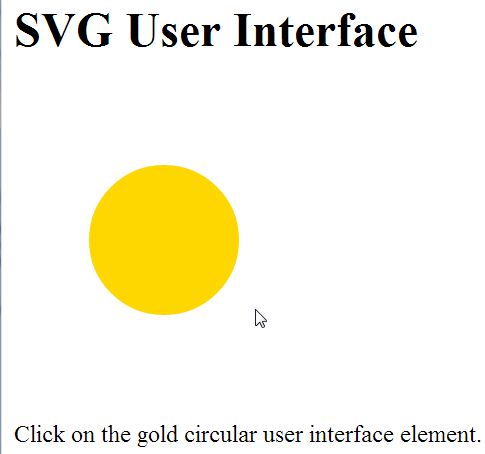 SVG User Interface
Click on the gold circular user interface element.